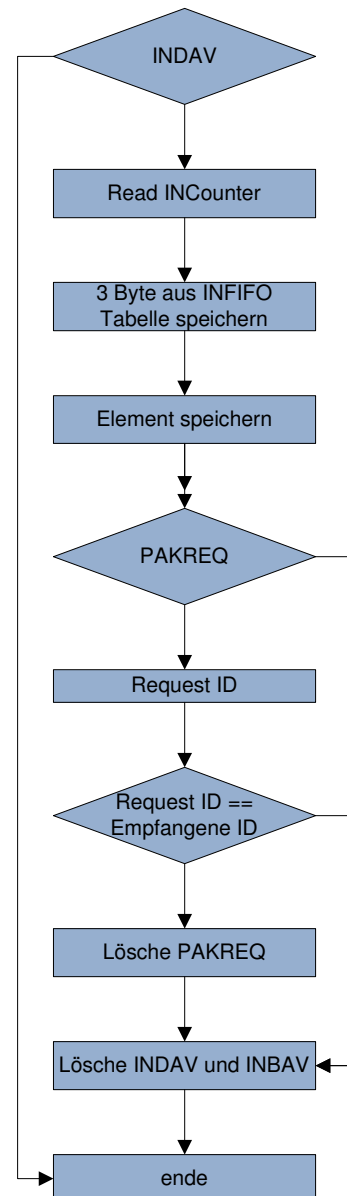 INDAV
Read INCounter
3 Byte aus INFIFO
Tabelle speichern
Element speichern
PAKREQ
Request ID
Request ID ==
Empfangene ID
Lösche PAKREQ
Lösche INDAV und INBAV
ende